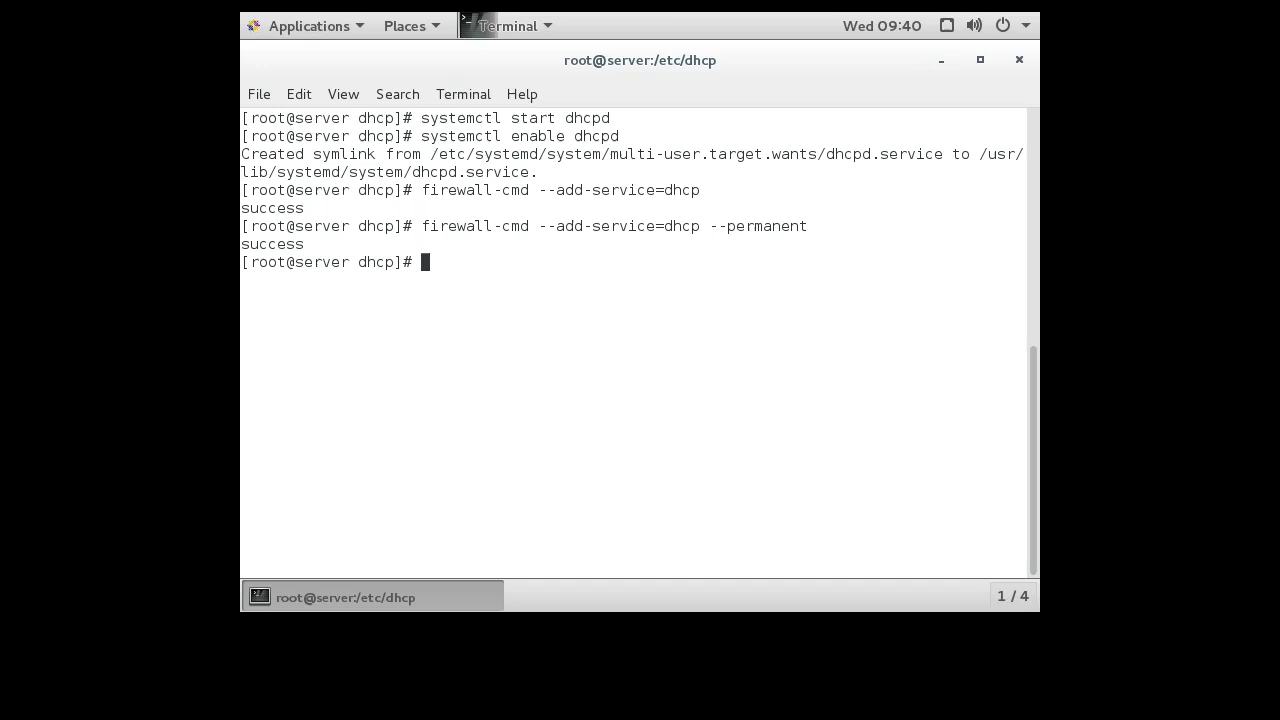 Applications Places Terminal Wed 09:40
root@server:/etc/dhcp
File Edit View Search Terminal Help
[root@server dhcp]# systemctl start dhcpd
[root@server dhcp]# systemctl enable dhcpd
Created symlink from /etc/systemd/system/multi-user.target.wants/dhcpd.service to /usr/
lib/systemd/system/dhcpd.service.
[root@server dhcp]# firewall-cmd --add-service=dhcp
success
[root@server dhcp]# firewall-cmd --add-service=dhcp --permanent
success
[root@server dhcp]#
root@server:/etc/dhcp 1 / 4